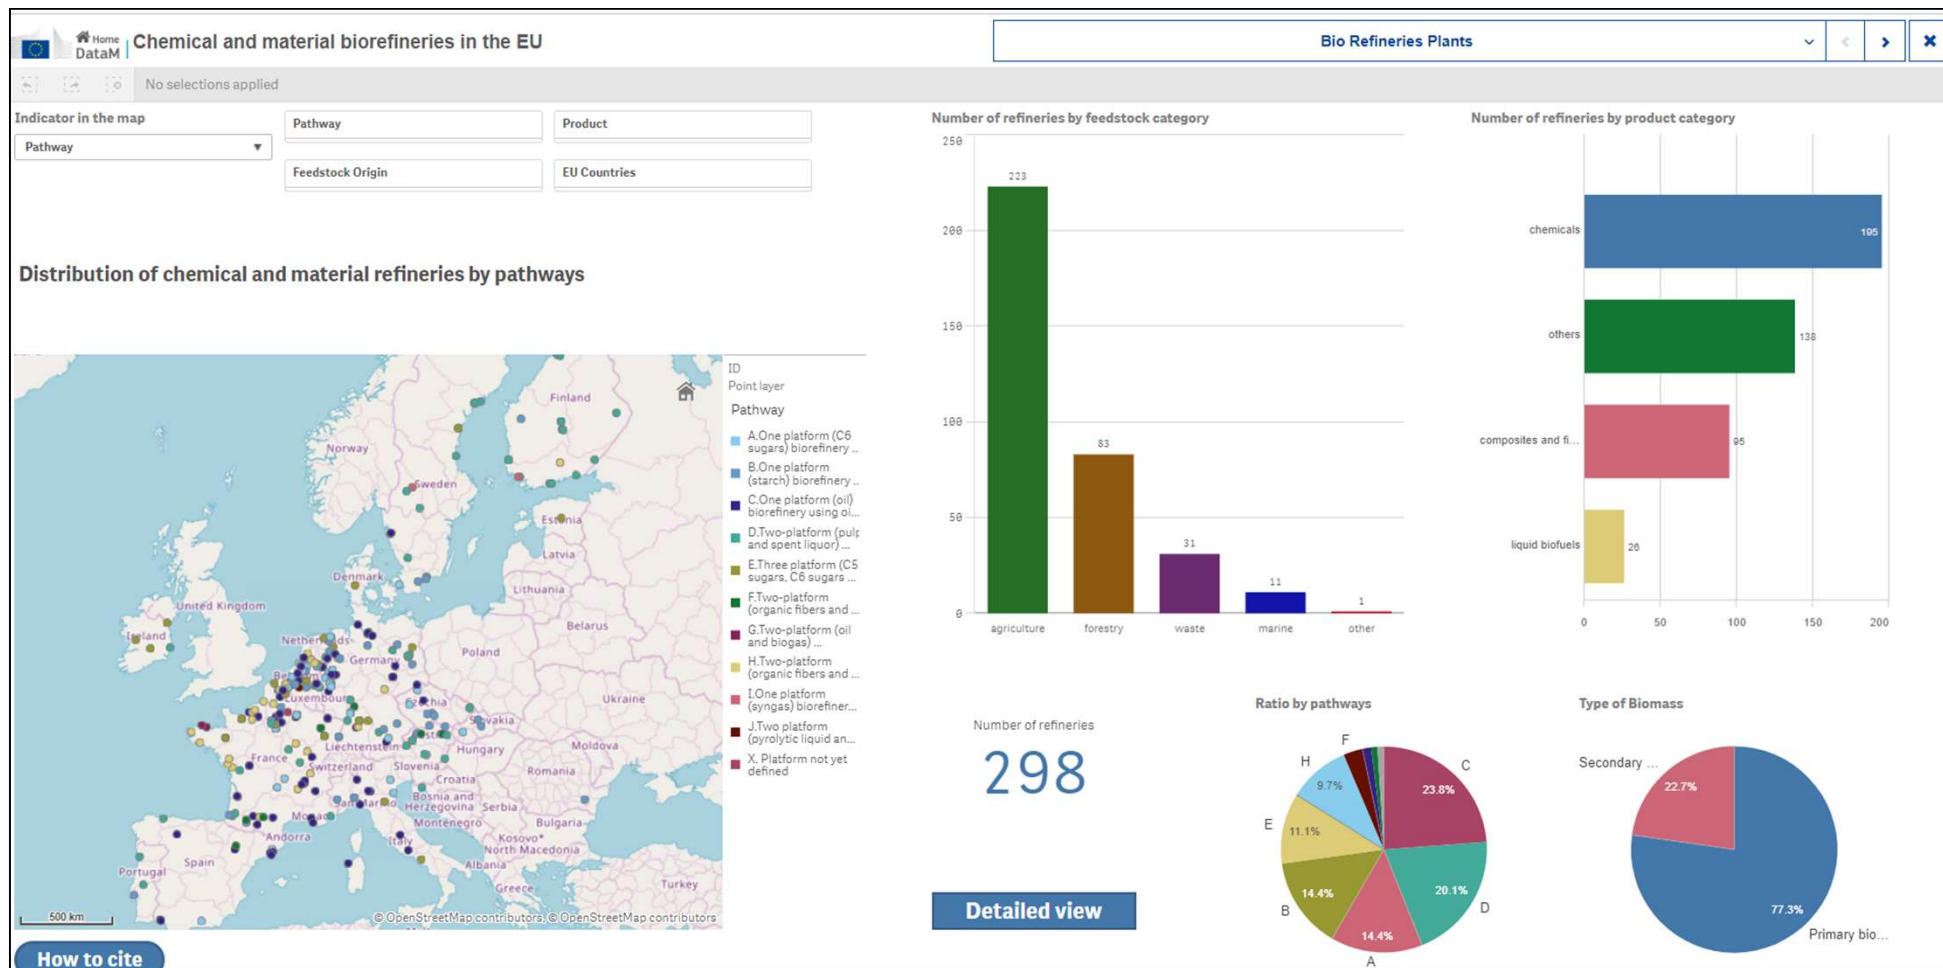 Home
DataM
Chemical and material biorefineries in the EU
Bio Refineries Plants
No selections applied
Indicator in the map
Pathway
Pathway
Product
Feedstock Origin
EU Countries
Distribution of chemical and material refineries by pathways
Finland
Norway
Sweden
Estonia
Latvia
Denmark
Lithuania
United Kingdom
Ireland
Belarus
Netherlands
Germany
Poland
Luxembourg
Czechia
Ukraine
Slovakia
Liechtenstein
Hungary
Moldova
France
Switzerland
Slovenia
Romania
Croatia
San Marino
Bosnia and
Herzegovina
Serbia
Monaco
Montenegro
Bulgaria
Andorra
Italy
Kosovo*
North Macedonia
Spain
Albania
Portugal
Greece
Turkey
500 km
© OpenStreetMap contributors, © OpenStreetMap contributors
ID
Point layer
Pathway
A.One platform (C6
sugars) biorefinery ...
B.One platform
(starch) biorefinery ...
C.One platform (oil)
biorefinery using oi...
D.Two-platform (pulp
and spent liquor) ...
E.Three platform (C5
sugars, C6 sugars ...
F.Two-platform
(organic fibers and ...
G.Two-platform (oil
and biogas) ...
H.Two-platform
(organic fibers and ...
I.One platform
(syngas) biorefiner...
J.Two platform
(pyrolytic liquid an...
X. Platform not yet
defined
How to cite
Number of refineries by feedstock category
250
200
150
100
50
0
223
83
31
11
1
agriculture
forestry
waste
marine
other
Number of refineries by product category
chemicals
195
others
138
composites and fi...
95
liquid biofuels
26
0 50 100 150 200
Number of refineries
298
Detailed view
Ratio by pathways
F
H
C
9.7%
23.8%
E
11.1%
14.4%
20.1%
B
D
14.4%
A
Type of Biomass
Secondary ...
22.7%
77.3%
Primary bio...